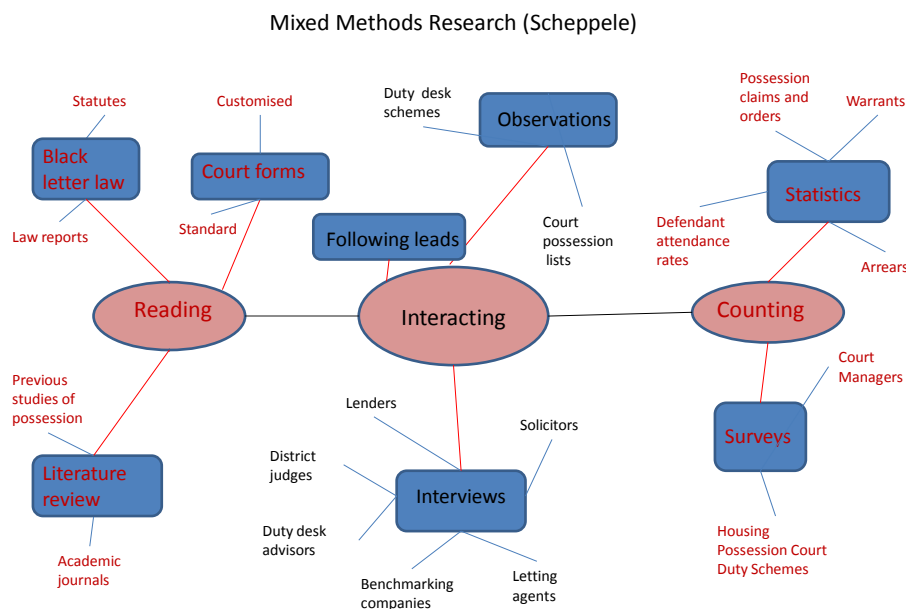 Mixed Methods Research (Scheppele)
Statutes
Customised
Duty desk
schemes
Observations
Possession
claims and
orders
Warrants
Black
letter law
Court forms
Statistics
Law reports
Standard
Following leads
Court
possession
lists
Defendant
attendance
rates
Arrears
Reading
Interacting
Counting
Previous
studies of
possession
Lenders
Solicitors
Court
Managers
Literature
review
District
judges
Interviews
Surveys
Duty desk
advisors
Academic
journals
Benchmarking
companies
Letting
agents
Housing
Possession Court
Duty Schemes